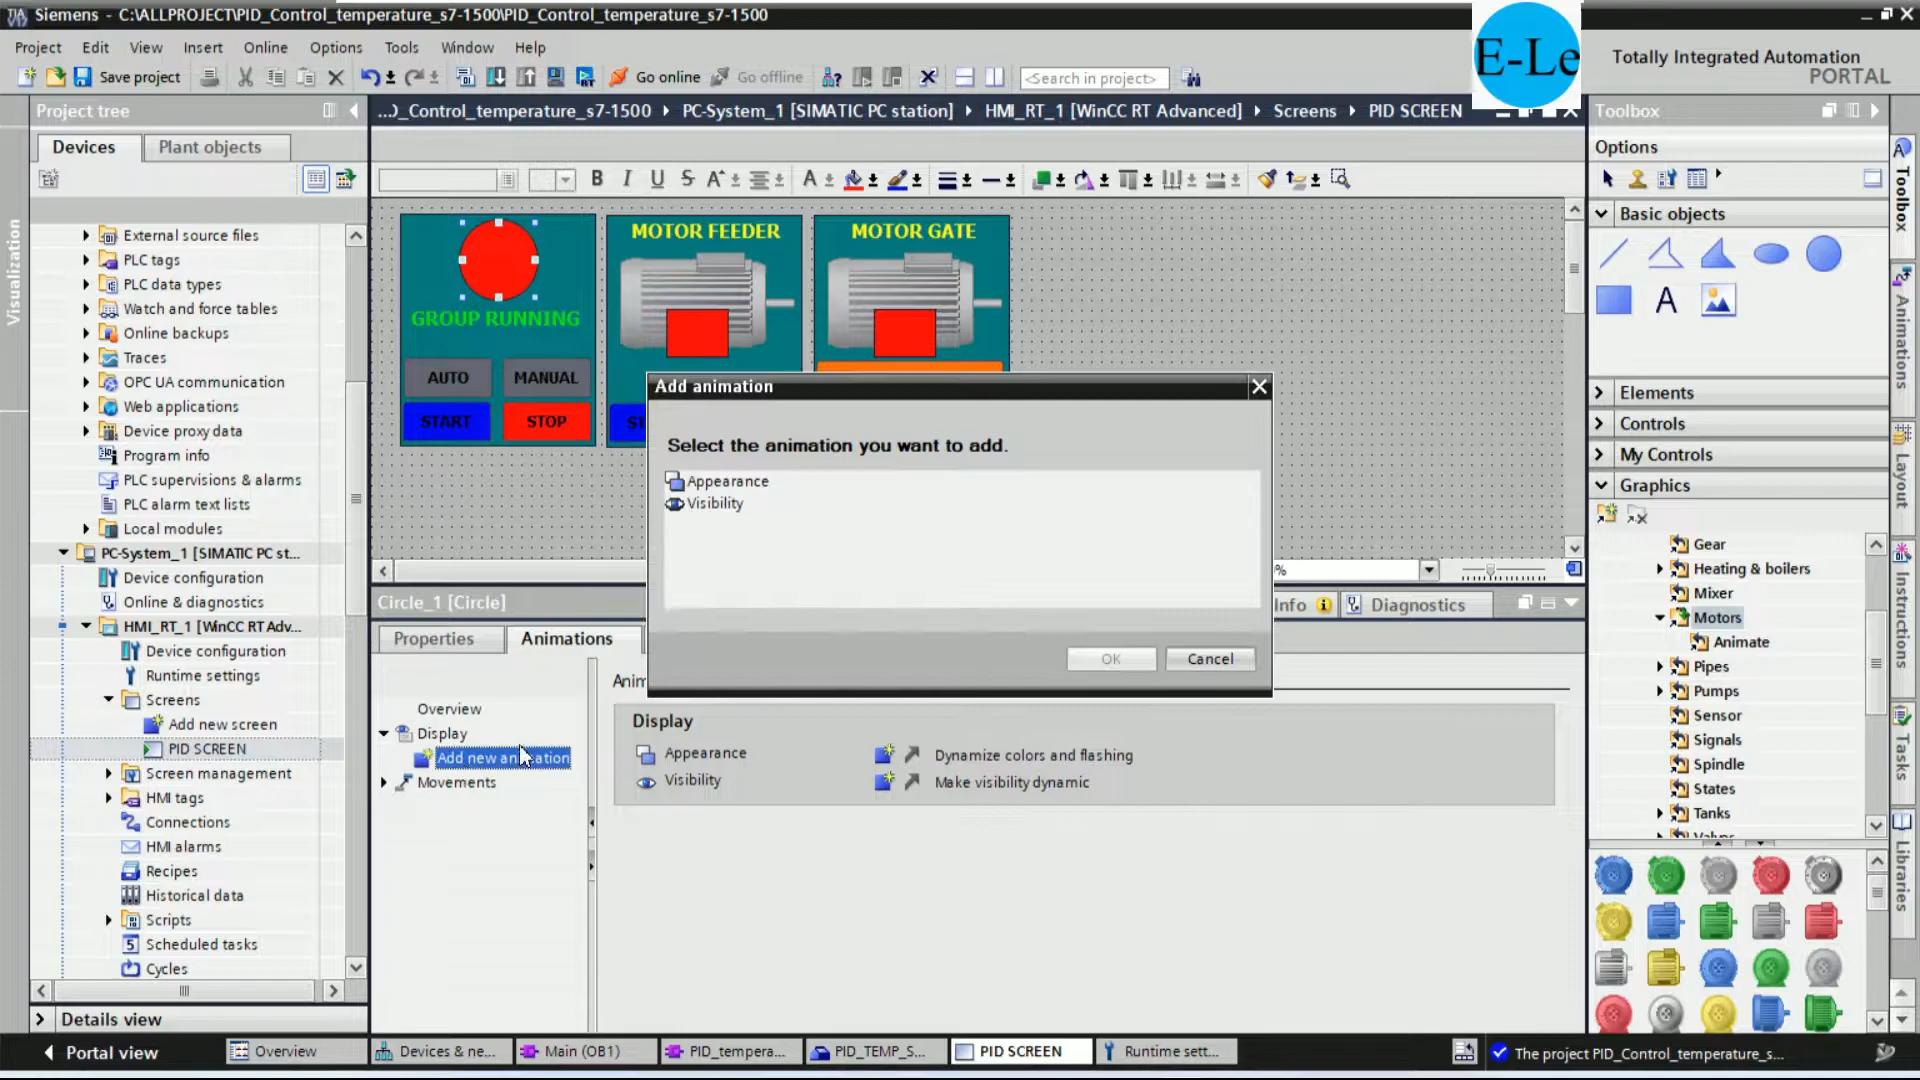 Siemens - C:\ALLPROJECT\PID_Control_temperature_s7-1500\PID_Control_temperature_s7-1500
E-Le
Project Edit View Insert Online Options Tools Window Help
Totally Integrated Automation
PORTAL
Save project
Go online
Go offline
<Search in project>
Project tree
...)_Control_temperature_s7-1500 PC-System_1 [SIMATIC PC station] HMI_RT_1 [WinCC RT Advanced] Screens PID SCREEN
Toolbox
Devices
Plant objects
Options
B I U S A A
Visualization
External source files
PLC tags
PLC data types
Watch and force tables
Online backups
Traces
OPC UA communication
Web applications
Device proxy data
Program info
PLC supervisions & alarms
PLC alarm text lists
Local modules
PC-System_1 [SIMATIC PC st...
Device configuration
Online & diagnostics
HMI_RT_1 [WinCC RT Adv...
Device configuration
Runtime settings
Screens
Add new screen
PID SCREEN
Screen management
HMI tags
Connections
HMI alarms
Recipes
Historical data
Scripts
Scheduled tasks
Cycles
Details view
GROUP RUNNING
AUTO
MANUAL
START
STOP
MOTOR FEEDER
ST
MOTOR GATE
Add animation
Select the animation you want to add.
Appearance
Visibility
OK
Cancel
%
Circle_1 [Circle]
Info
Diagnostics
Properties
Animations
Overview
Display
Add new animation
Movements
Anim
Display
Appearance
Dynamize colors and flashing
Visibility
Make visibility dynamic
Basic objects
A
Elements
Controls
My Controls
Graphics
Gear
Heating & boilers
Mixer
Motors
Animate
Pipes
Pumps
Sensor
Signals
Spindle
States
Tanks
Valves
Toolbox
Animations
Layout
Instructions
Tasks
Libraries
Portal view
Overview
Devices & ne...
Main (OB1)
PID_tempera...
PID_TEMP_S...
PID SCREEN
Runtime sett...
The project PID_Control_temperature_s...